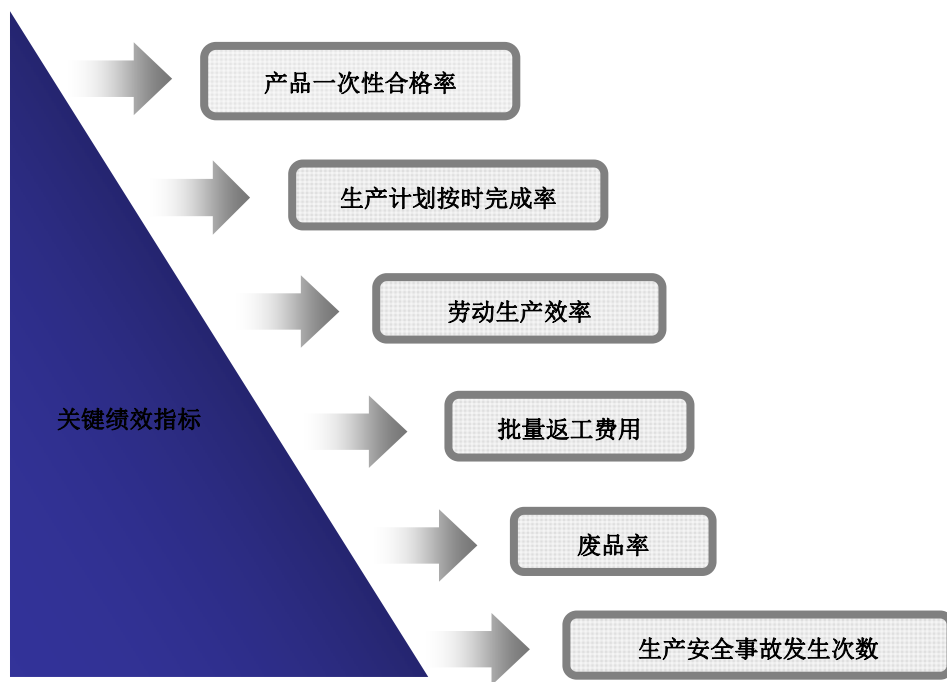 产品一次性合格率
生产计划按时完成率
劳动生产效率
关键绩效指标
批量返工费用
废品率
生产安全事故发生次数